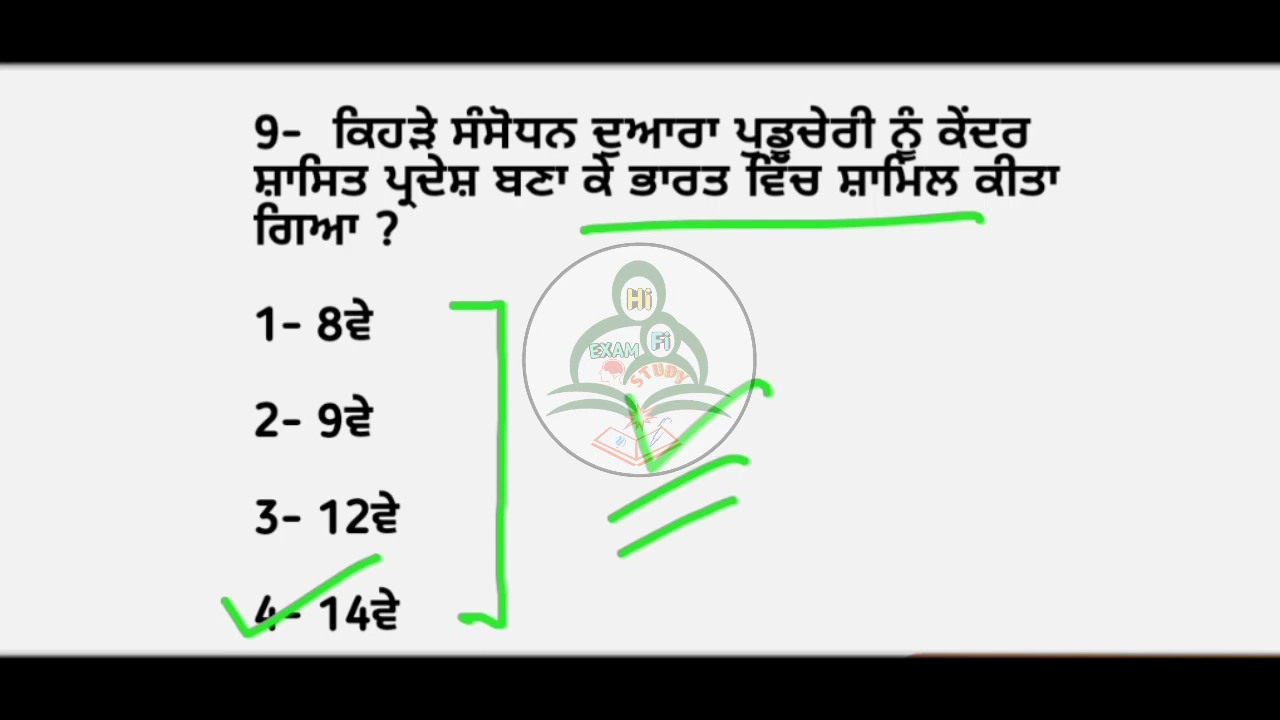 9- ਕਿਹੜੇ ਸੰਸੋਧਨ ਦੁਆਰਾ ਪੁਡੂਚੇਰੀ ਨੂੰ ਕੇਂਦਰ
ਸ਼ਾਸਿਤ ਪ੍ਰਦੇਸ਼ ਬਣਾ ਕੇ ਭਾਰਤ ਵਿੱਚ ਸ਼ਾਮਿਲ ਕੀਤਾ
ਗਿਆ ?
1- 8ਵੇ
2- 9ਵੇ
3- 12ਵੇ
4- 14ਵੇ
Hi
Fi
EXAM
STUDY